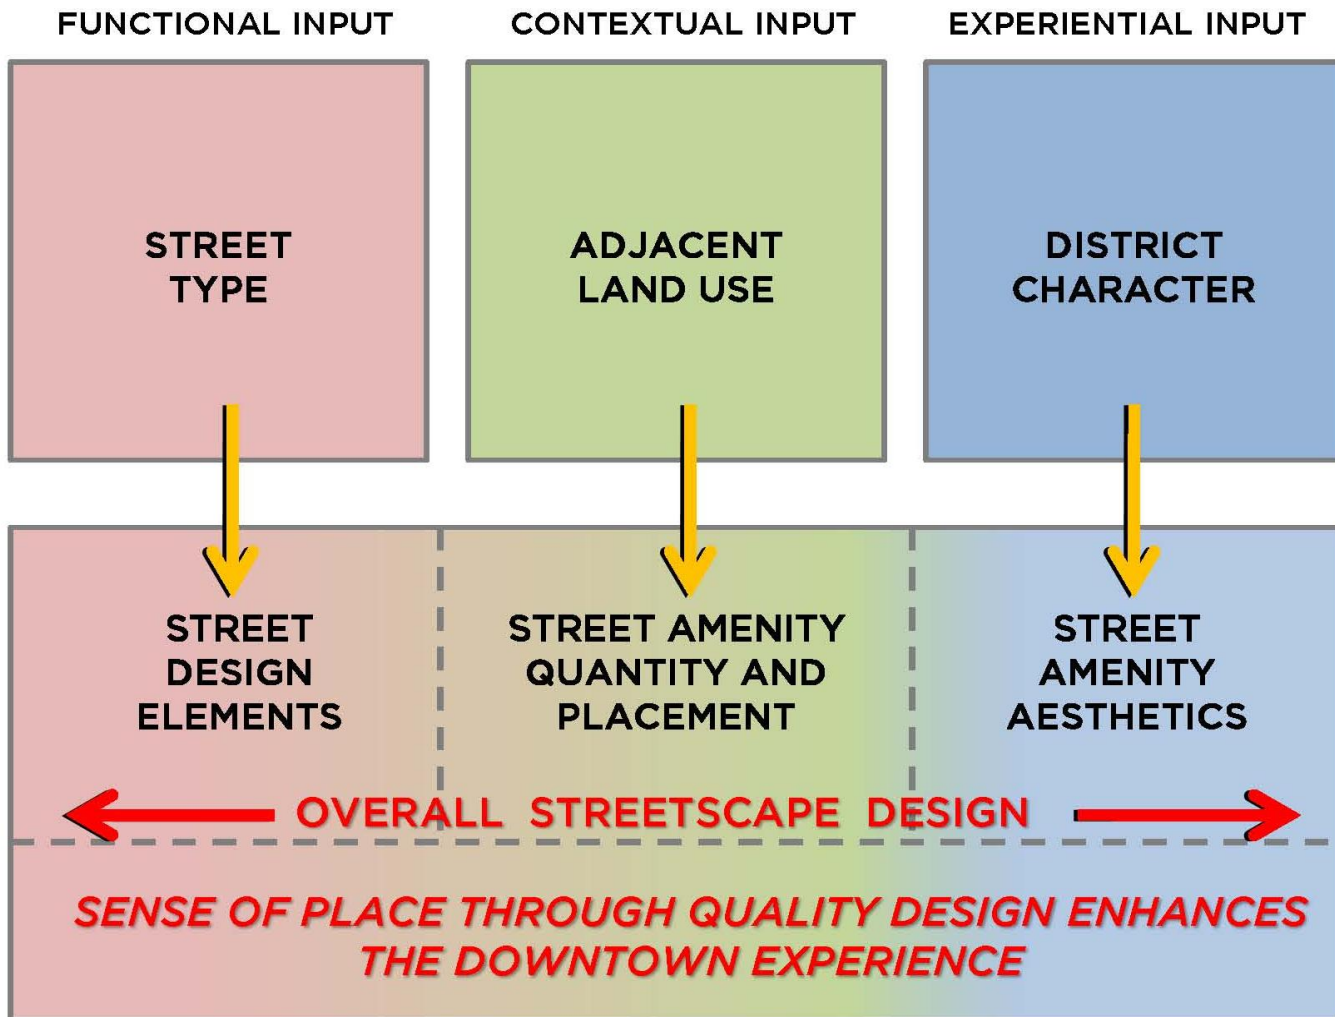 FUNCTIONAL INPUT
CONTEXTUAL INPUT
EXPERIENTIAL INPUT
STREET
TYPE
ADJACENT
LAND USE
DISTRICT
CHARACTER
STREET
DESIGN
ELEMENTS
STREET AMENITY
QUANTITY AND
PLACEMENT
STREET
AMENITY
AESTHETICS
OVERALL STREETSCAPE DESIGN
SENSE OF PLACE THROUGH QUALITY DESIGN ENHANCES
THE DOWNTOWN EXPERIENCE